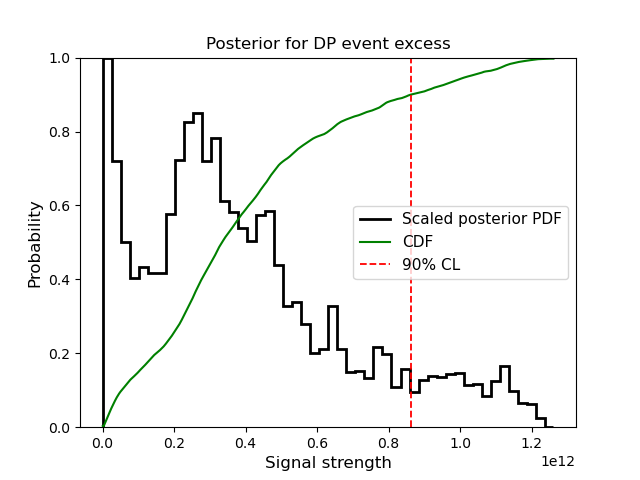 Posterior for DP event excess
Probability
1.0
0.8
0.6
0.4
0.2
0.0
Scaled posterior PDF
CDF
90% CL
0.0 0.2 0.4 0.6 0.8 1.0 1.2
1e12
Signal strength